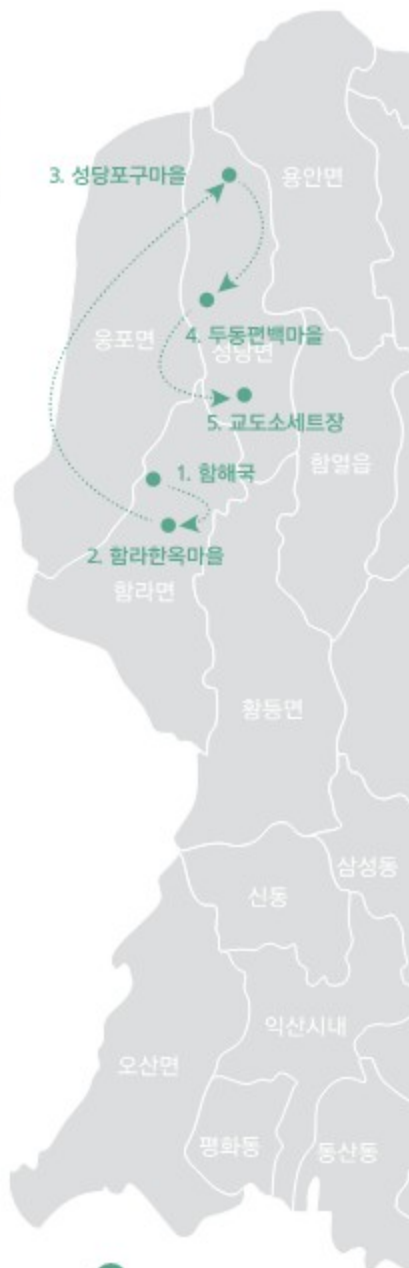 3. 성당포구마을
용안면
웅포면
4. 두동편백마을
성당면
5. 교도소세트장
함열읍
1. 함해국
2. 함라한옥마을
함라면
황등면
삼성동
신동
익산시내
오산면
평화동
동산동